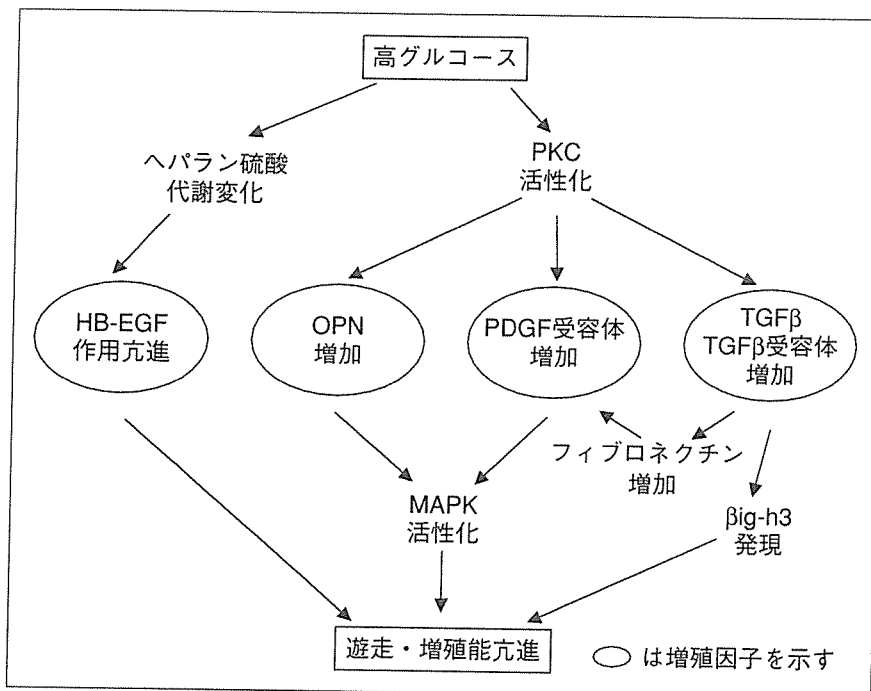 高グルコース
ヘパラン硫酸
代謝変化
PKC
活性化
HB-EGF
作用亢進
OPN
増加
PDGF受容体
増加
TGFβ
TGFβ受容体
増加
フィブロネクチン
増加
MAPK
活性化
βig-h3
発現
遊走・増殖能亢進
は増殖因子を示す